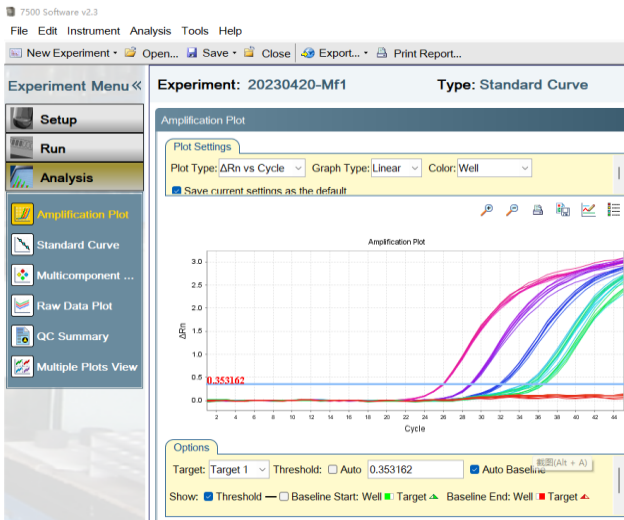 7500 Software v2.3
File Edit Instrument Analysis Tools Help
New Experiment Open... Save Close Export... Print Report...
Experiment Menu «
Experiment: 20230420-Mf1 Type: Standard Curve
Setup
Run
Analysis
Amplification Plot
Standard Curve
Multicomponent ...
Raw Data Plot
QC Summary
Multiple Plots View
Amplification Plot
Plot Settings
Plot Type: ΔRn vs Cycle Graph Type: Linear Color: Well
Save current settings as the default
Amplification Plot
3.0
2.5
2.0
1.5
1.0
0.5
0.0
ΔRn
0.353162
2 4 6 8 10 12 14 16 18 20 22 24 26 28 30 32 34 36 38 40 42 44
Cycle
Options
Target: Target 1 Threshold: Auto 0.353162 Auto Baseline
截图(Alt + A)
Show: Threshold Baseline Start: Well Target Baseline End: Well Target